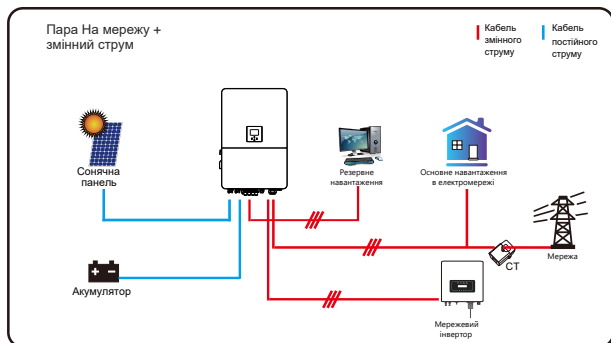 Пара На мережу +
змінний струм
Кабель
змінного
струму
Кабель
постійного
струму
Сонячна
панель
Резервне
навантаження
Основне навантаження
в електромережі
Акумулятор
CT
Мережа
Мережевий
інвертор